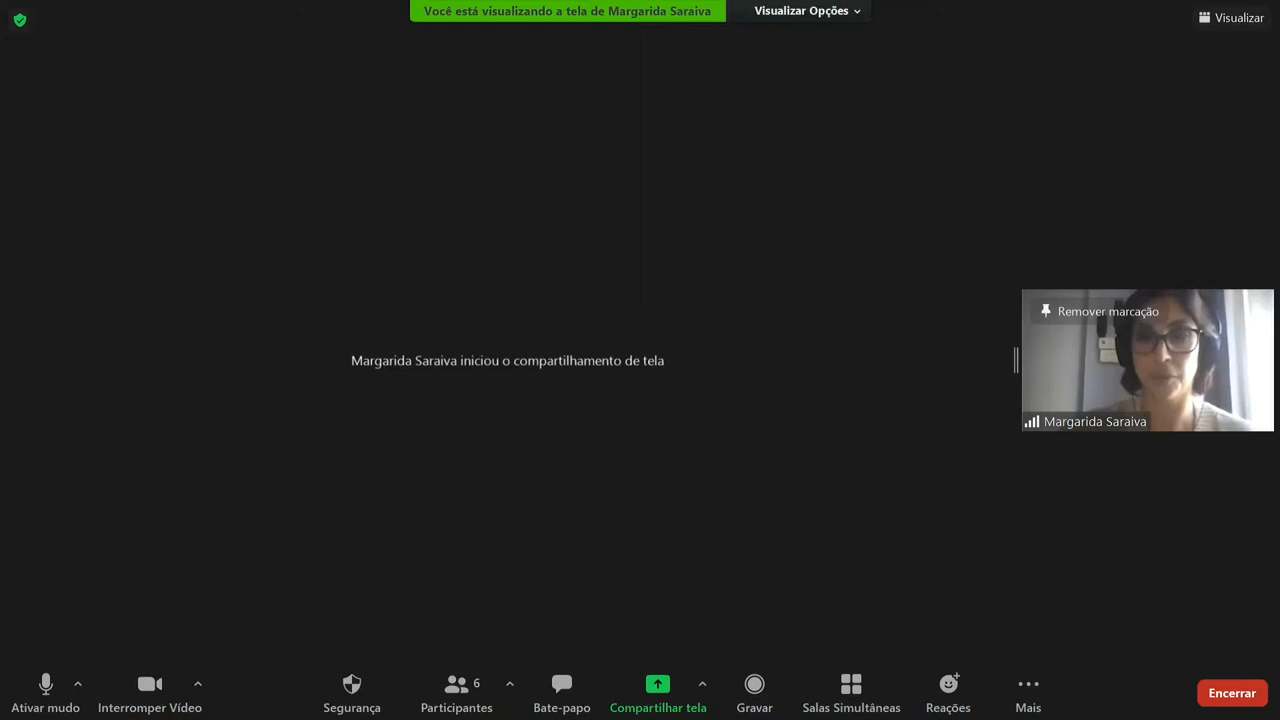 Você está visualizando a tela de Margarida Saraiva
Visualizar Opções
Visualizar
Margarida Saraiva iniciou o compartilhamento de tela
Remover marcação
Margarida Saraiva
Ativar mudo
Interromper Vídeo
Segurança
Participantes
6
Bate-papo
Compartilhar tela
Gravar
Salas Simultâneas
Reações
Mais
Encerrar